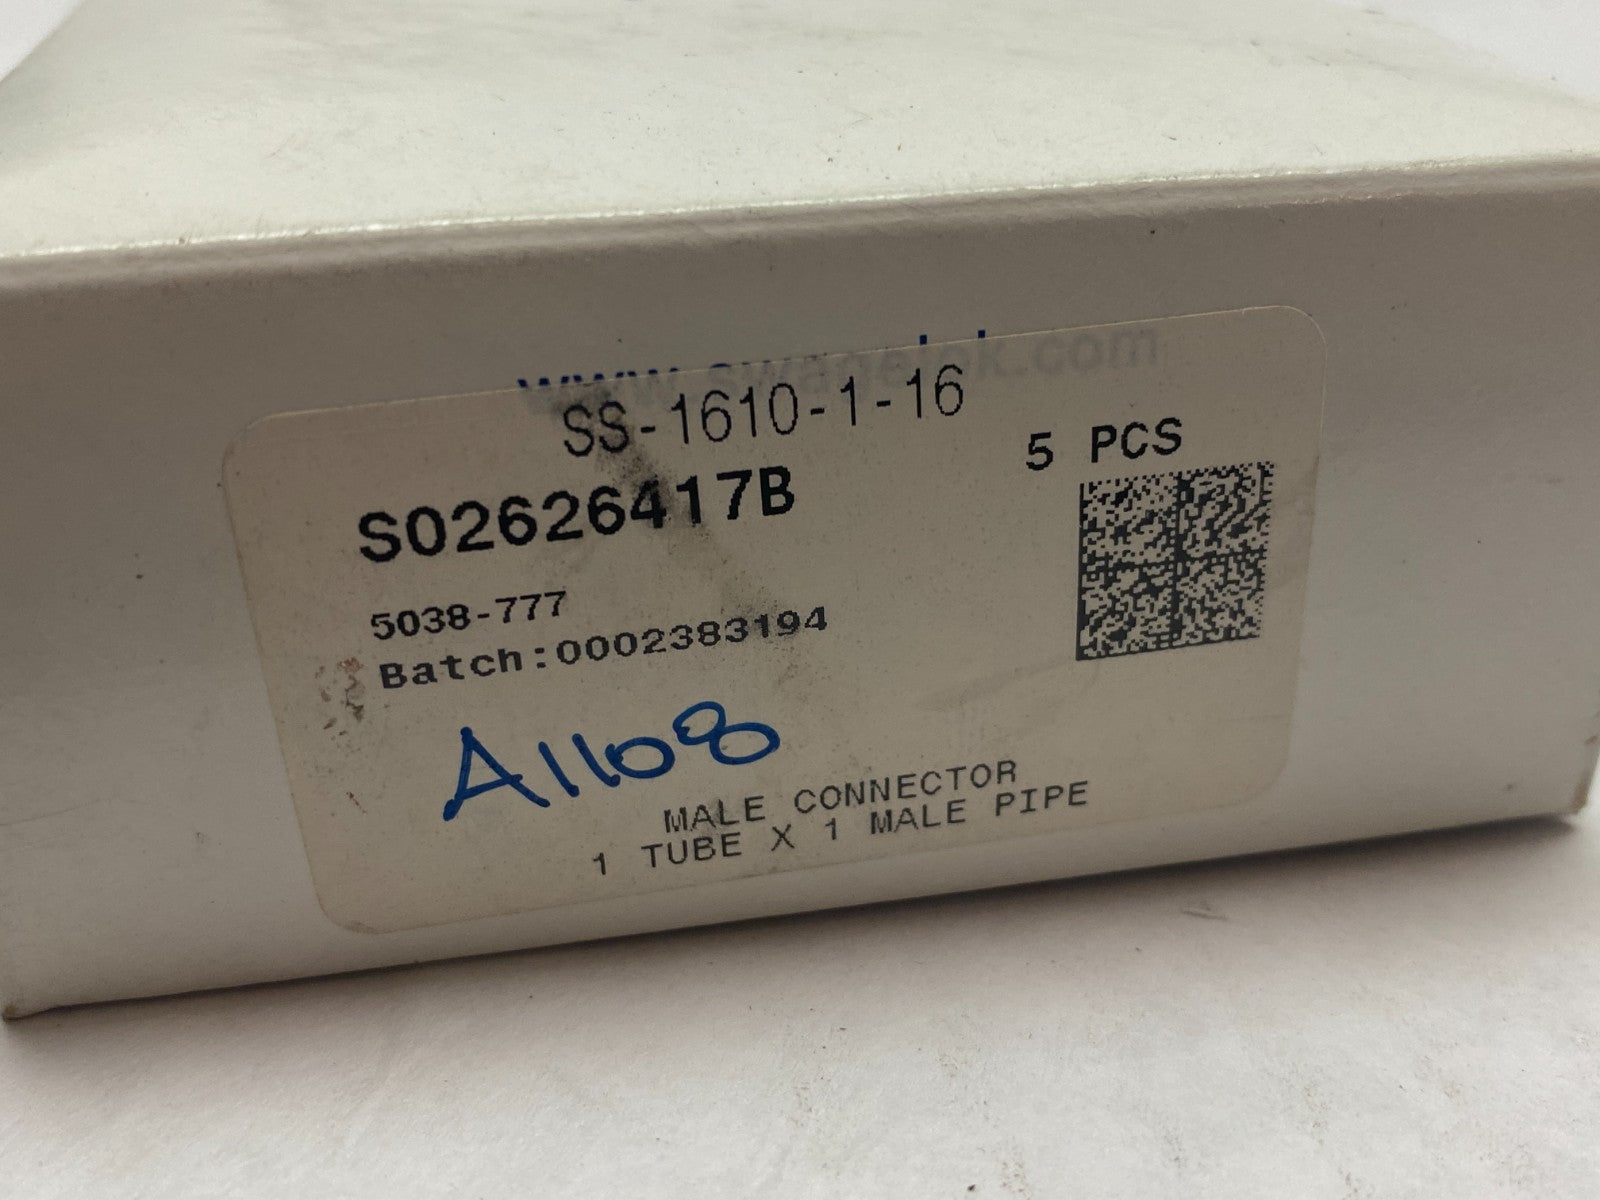 www.swagelok.com
SS-1610-1-16
5 PCS
S02626417B
5038-777
Batch:0002383194
A1108
MALE CONNECTOR
1 TUBE X 1 MALE PIPE